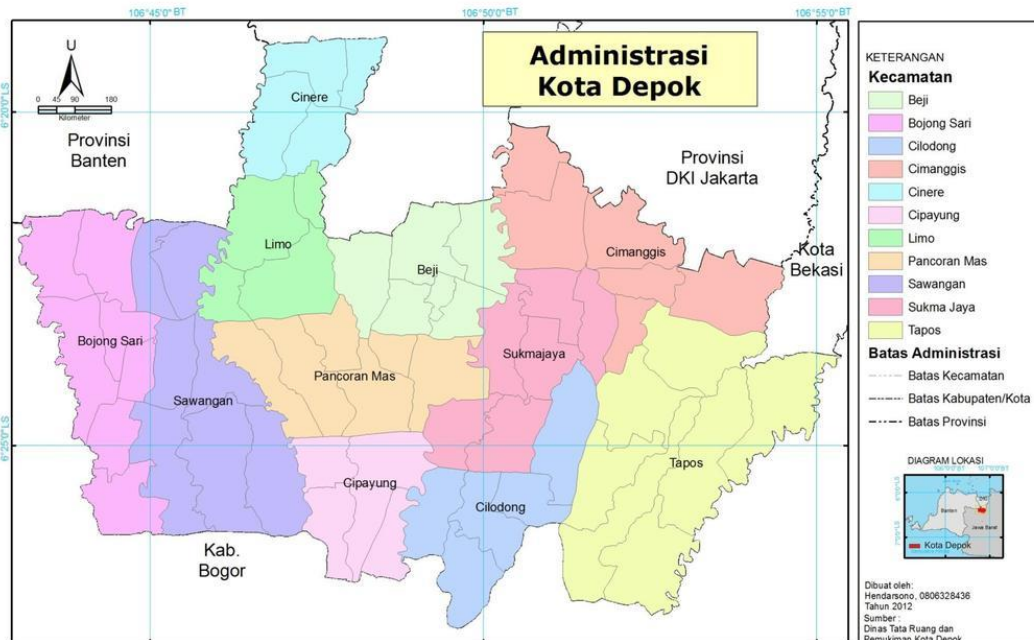 106°45'0"BT
106°50'0"BT
106°55'0"BT
6°20'0"LS
6°25'0"LS
U
0 45 90 180
Kilometer
Administrasi
Kota Depok
Provinsi
Banten
Provinsi
DKI Jakarta
Kota
Bekasi
Kab.
Bogor
Cinere
Limo
Beji
Cimanggis
Bojong Sari
Sawangan
Pancoran Mas
Sukmajaya
Cipayung
Cilodong
Tapos
KETERANGAN
Kecamatan
Beji
Bojong Sari
Cilodong
Cimanggis
Cinere
Cipayung
Limo
Pancoran Mas
Sawangan
Sukma Jaya
Tapos
Batas Administrasi
Batas Kecamatan
Batas Kabupaten/Kota
Batas Provinsi
DIAGRAM LOKASI
Banten
Jawa Barat
Kota Depok
Dibuat oleh:
Hendarsono, 0806328436
Tahun 2012
Sumber :
Dinas Tata Ruang dan
Pemukiman Kota Depok